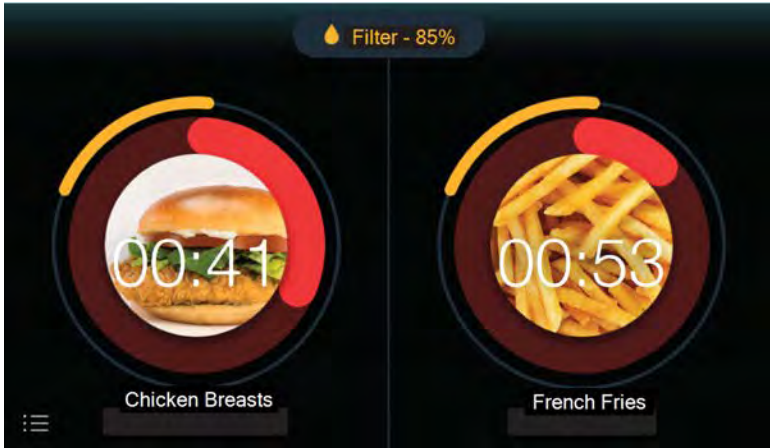 Filter - 85%
00:41
00:53
Chicken Breasts
French Fries